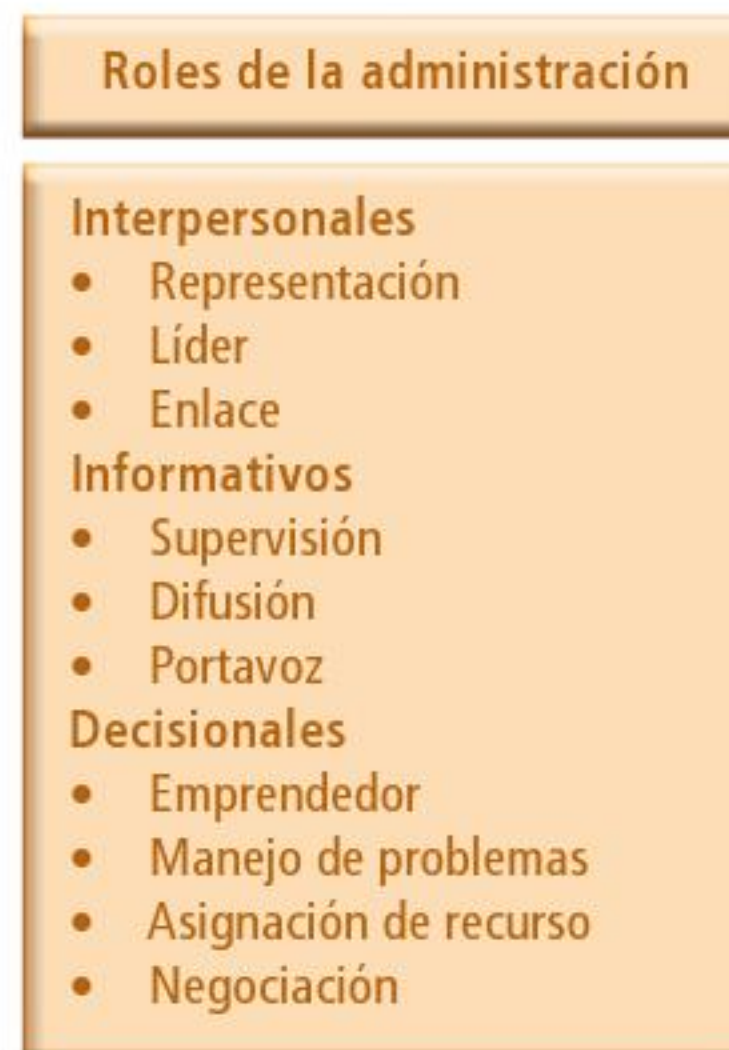 Roles de la administración
Interpersonales
• Representación
• Líder
• Enlace
Informativos
• Supervisión
• Difusión
• Portavoz
Decisionales
• Emprendedor
• Manejo de problemas
• Asignación de recurso
• Negociación